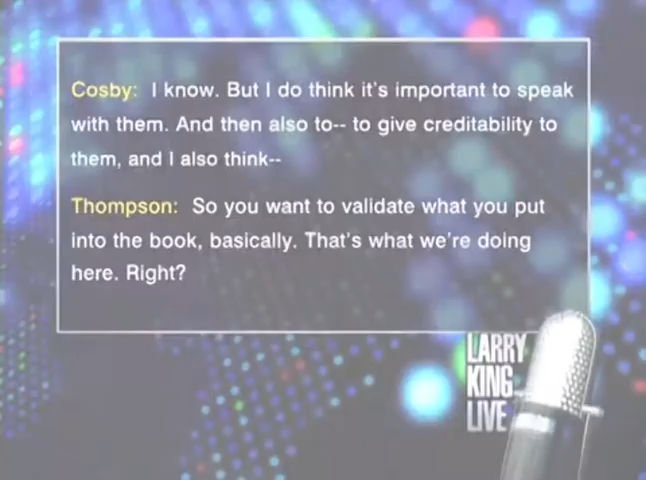 Cosby: I know. But I do think it's important to speak
with them. And then also to-- to give creditability to
them, and I also think--
Thompson: So you want to validate what you put
into the book, basically. That's what we're doing
here. Right?
LARRY
KING
LIVE